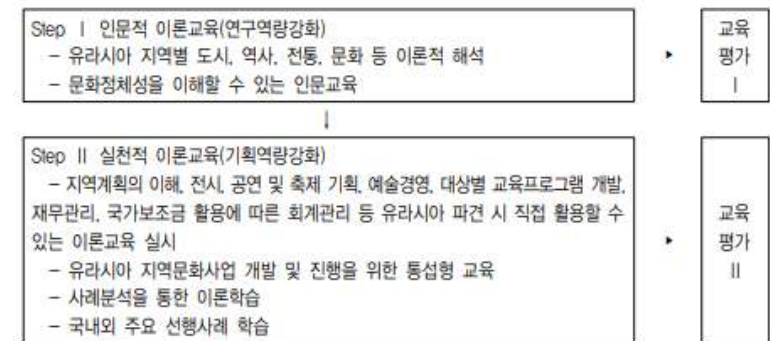 Step Ⅰ 인문적 이론교육(연구역량강화)
- 유라시아 지역별 도시, 역사, 전통, 문화 등 이론적 해석
- 문화정체성을 이해할 수 있는 인문교육
▶
교육
평가
Ⅰ
↓
Step Ⅱ 실천적 이론교육(기획역량강화)
- 지역계획의 이해, 전시, 공연 및 축제 기획, 예술경영, 대상별 교육프로그램 개발,
재무관리, 국가보조금 활용에 따른 회계관리 등 유라시아 파견 시 직접 활용할 수
있는 이론교육 실시
- 유라시아 지역문화사업 개발 및 진행을 위한 통섭형 교육
- 사례분석을 통한 이론학습
- 국내외 주요 선행사례 학습
▶
교육
평가
Ⅱ